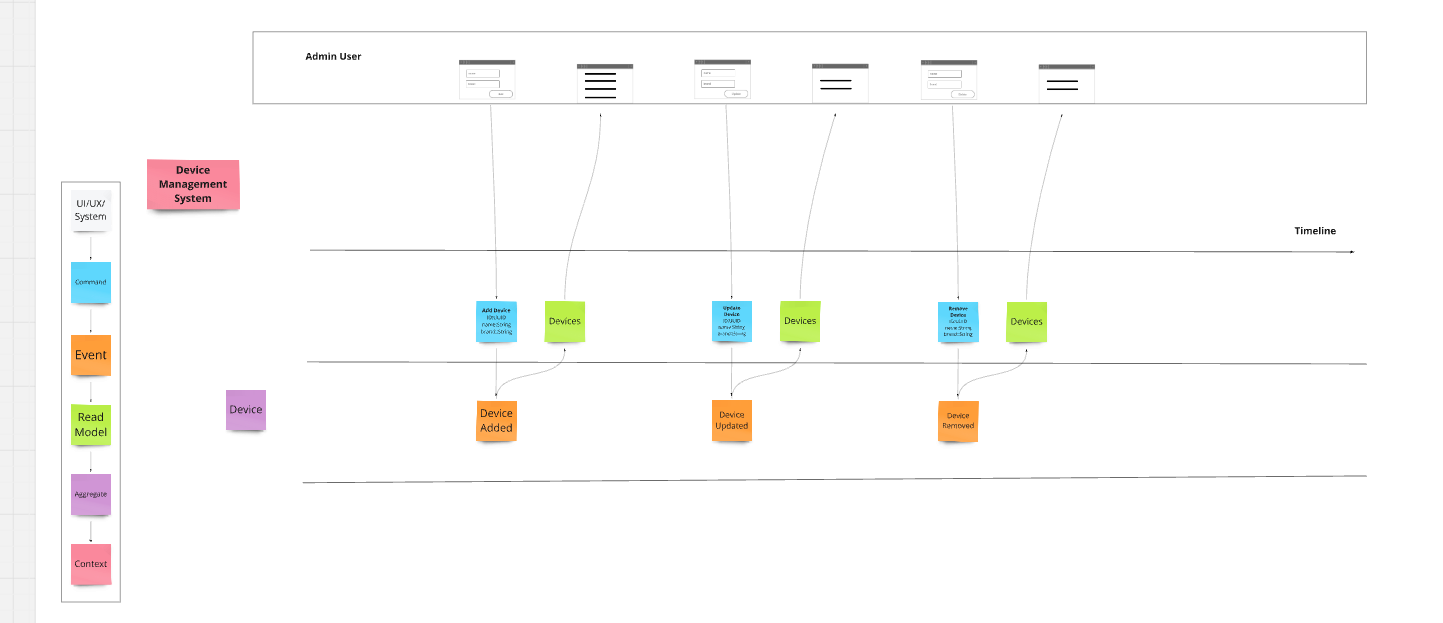 Admin User
Device
Management
System
UI/UX/
System
Timeline
Command
Add Device
ID:UUID
name:String
brand:String
Devices
Update
Device
ID:UUID
name:String
brand:String
Devices
Remove
Device
ID:UUID
name:String
brand:String
Devices
Event
Read
Model
Device
Device
Added
Device
Updated
Device
Removed
Aggregate
Context